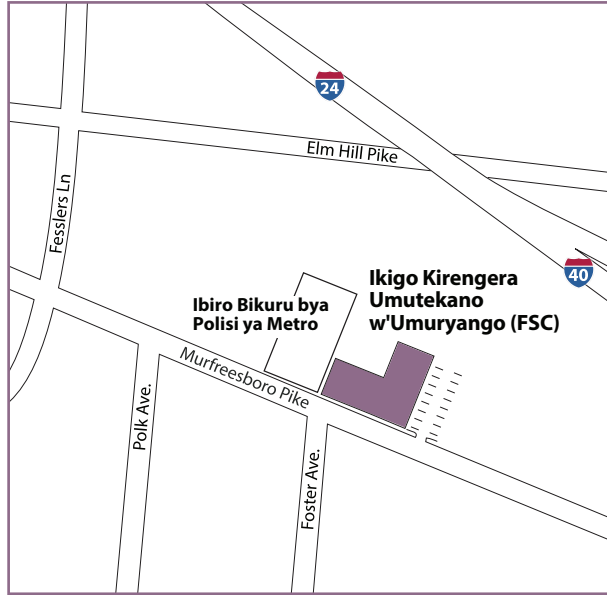 24
Elm Hill Pike
Fesslers Ln
40
Ikigo Kirengera
Umutekano
w'Umuryango (FSC)
Ibiro Bikuru bya
Polisi ya Metro
Murfreesboro Pike
Polk Ave.
Foster Ave.